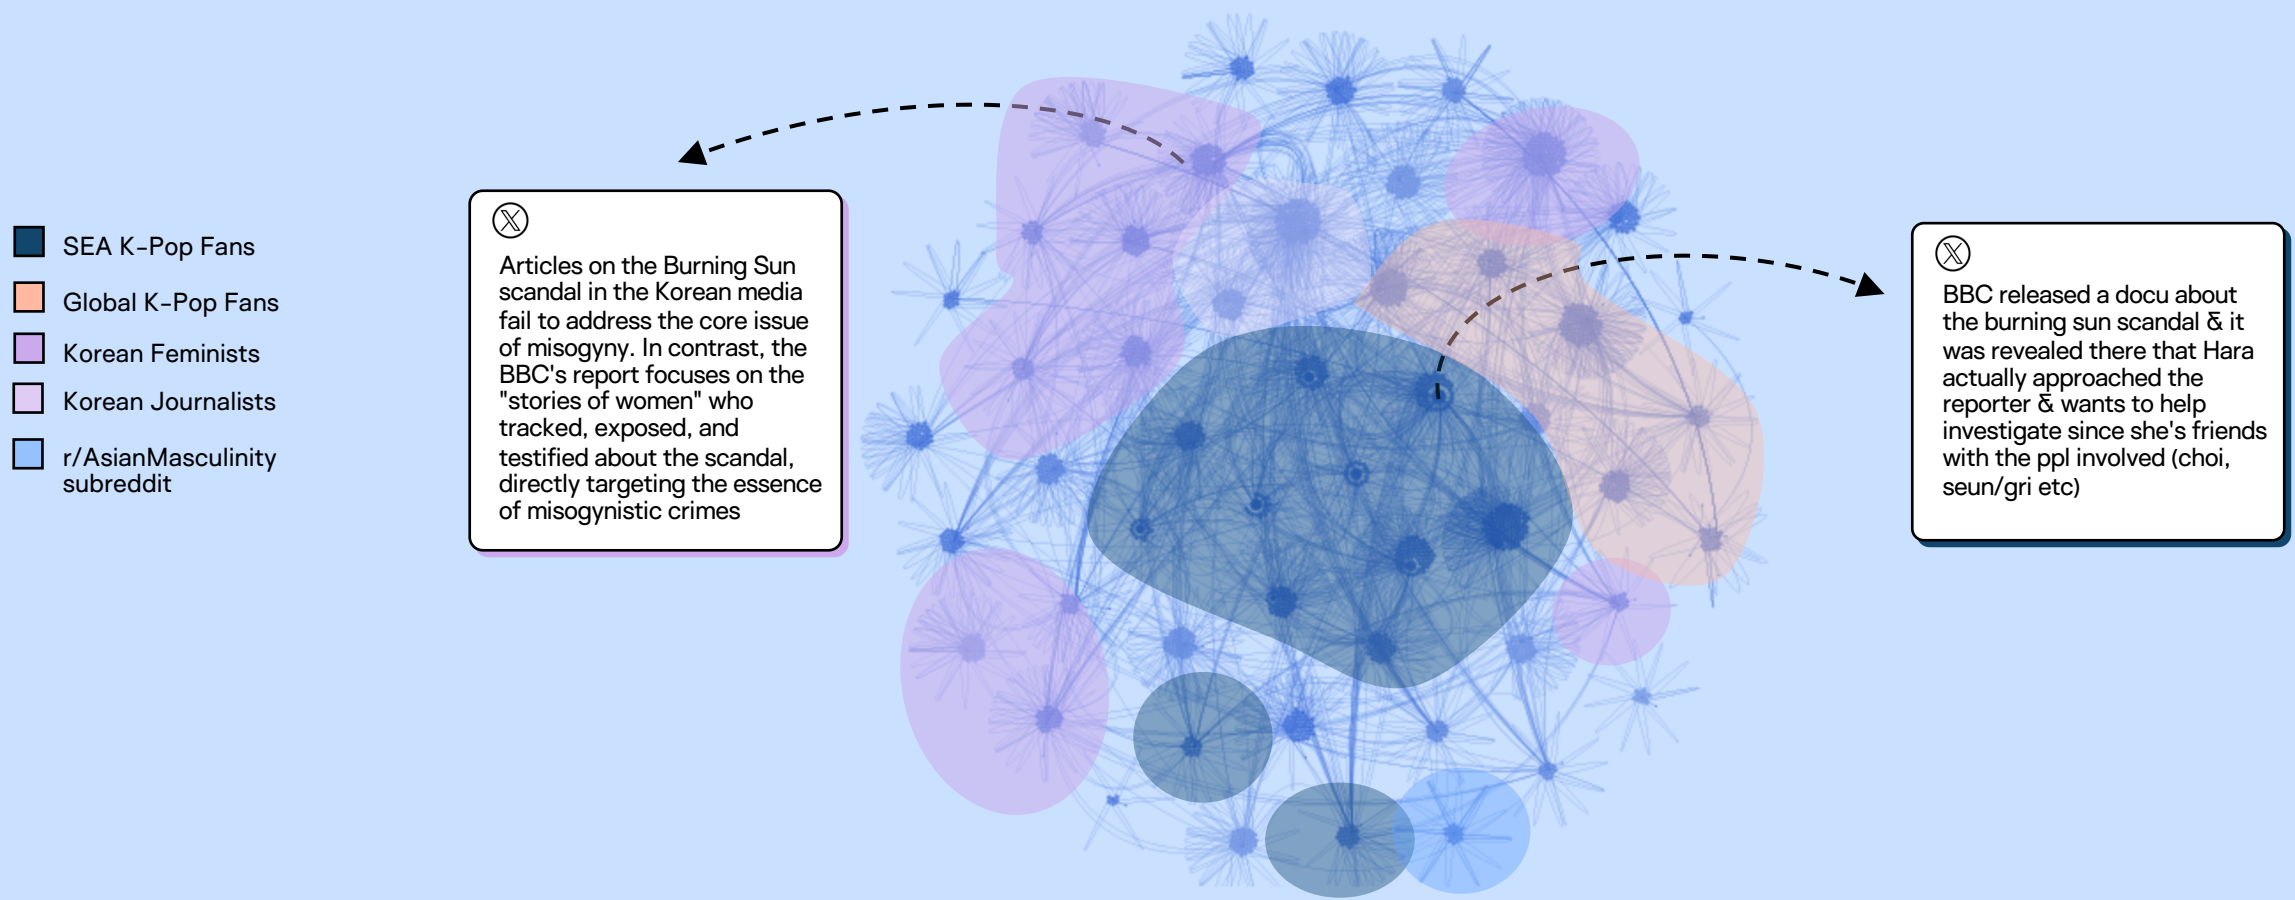 SEA K-Pop Fans
Global K-Pop Fans
Korean Feminists
Korean Journalists
r/AsianMasculinity
subreddit
Articles on the Burning Sun
scandal in the Korean media
fail to address the core issue
of misogyny. In contrast, the
BBC's report focuses on the
"stories of women" who
tracked, exposed, and
testified about the scandal,
directly targeting the essence
of misogynistic crimes
BBC released a docu about
the burning sun scandal & it
was revealed there that Hara
actually approached the
reporter & wants to help
investigate since she's friends
with the ppl involved (choi,
seun/gri etc)